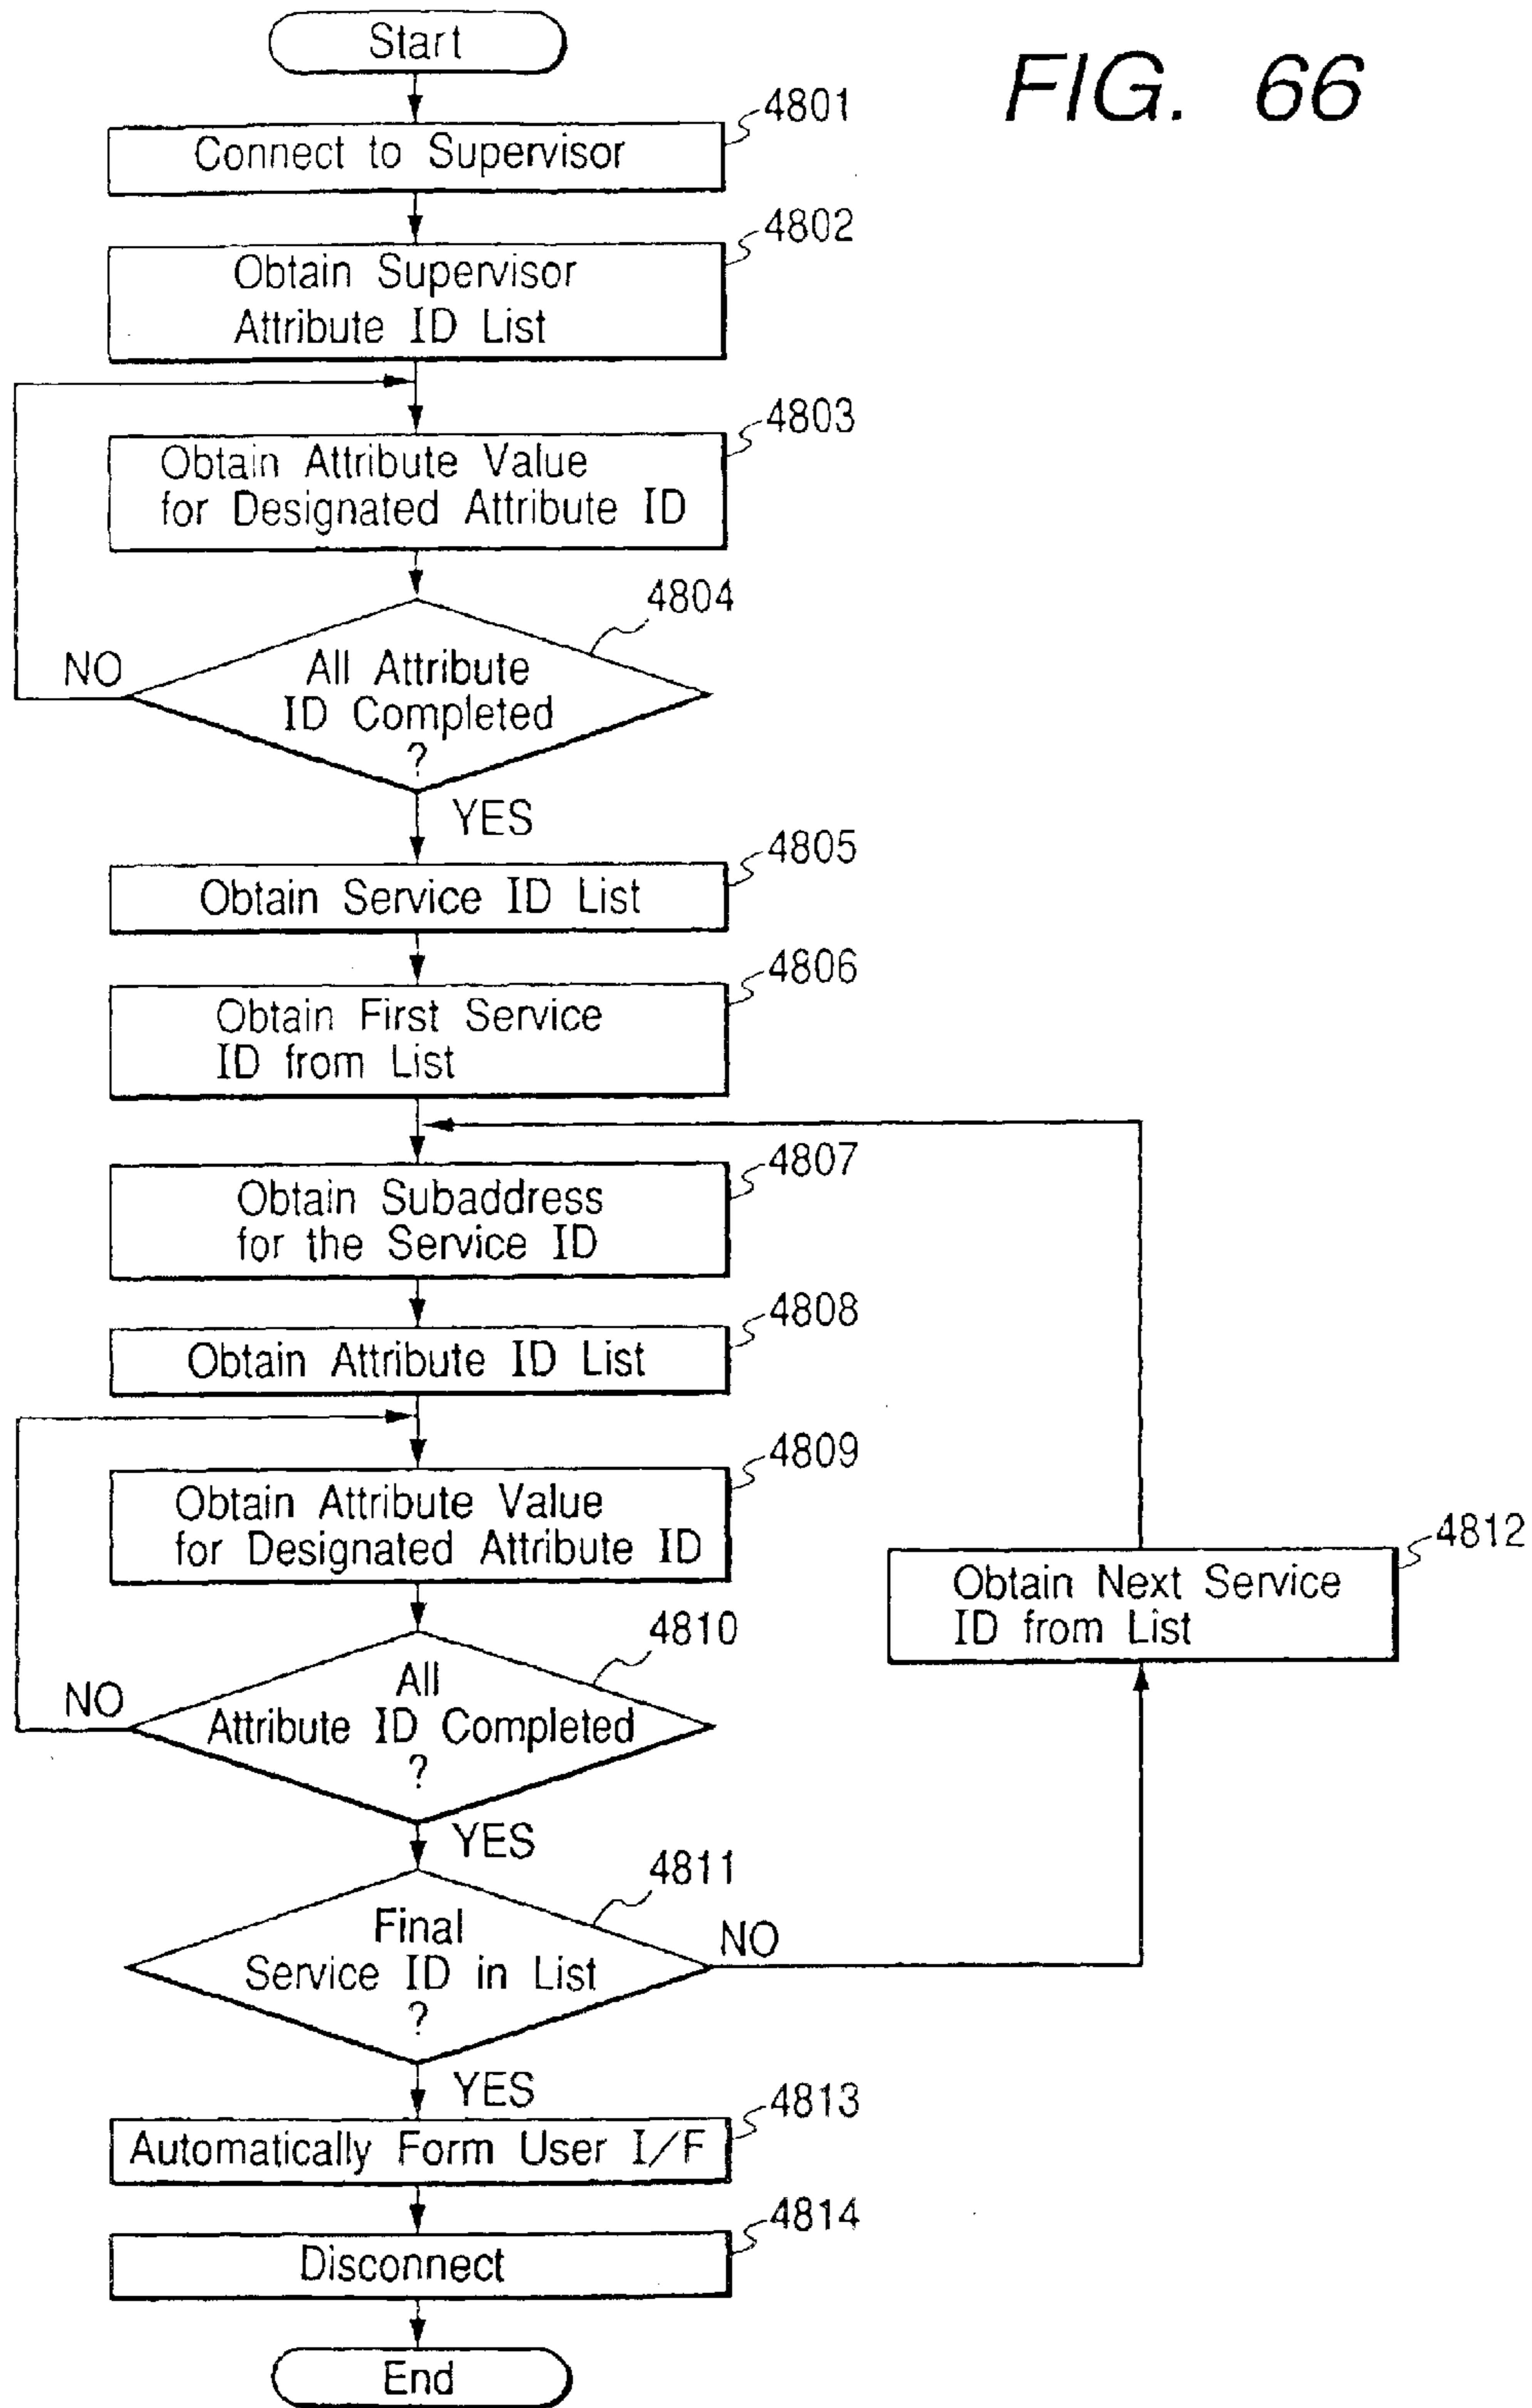 Start
FIG. 66
4801
Connect to Supervisor
4802
Obtain Supervisor
Attribute ID List
4803
Obtain Attribute Value
for Designated Attribute ID
4804
NO
All Attribute
ID Completed
?
YES
4805
Obtain Service ID List
4806
Obtain First Service
ID from List
4807
Obtain Subaddress
for the Service ID
4808
Obtain Attribute ID List
4809
Obtain Attribute Value
for Designated Attribute ID
4812
Obtain Next Service
ID from List
4810
NO
All
Attribute ID Completed
?
YES
4811
Final
Service ID in List
?
NO
YES
4813
Automatically Form User I/F
4814
Disconnect
End